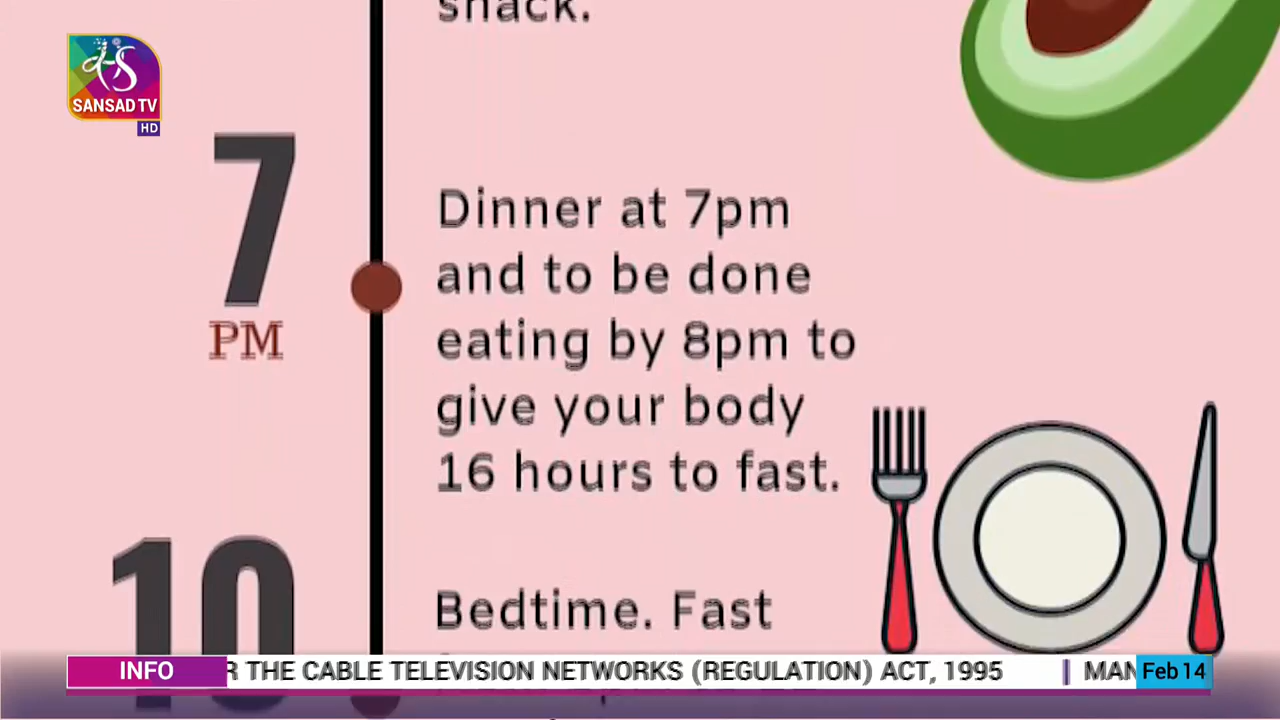 snack.
SANSAD TV
HD
7
PM
Dinner at 7pm
and to be done
eating by 8pm to
give your body
16 hours to fast.
10
Bedtime. Fast
INFO
R THE CABLE TELEVISION NETWORKS (REGULATION) ACT, 1995 | MAN
Feb 14